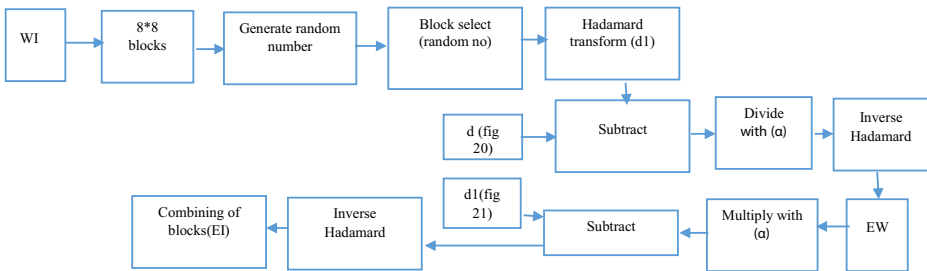 WI
8*8
blocks
Generate random
number
Block select
(random no)
Hadamard
transform (d1)
d (fig
20)
Subtract
Divide
with (α)
Inverse
Hadamard
Combining of
blocks(EI)
Inverse
Hadamard
d1(fig
21)
Subtract
Multiply with
(α)
EW